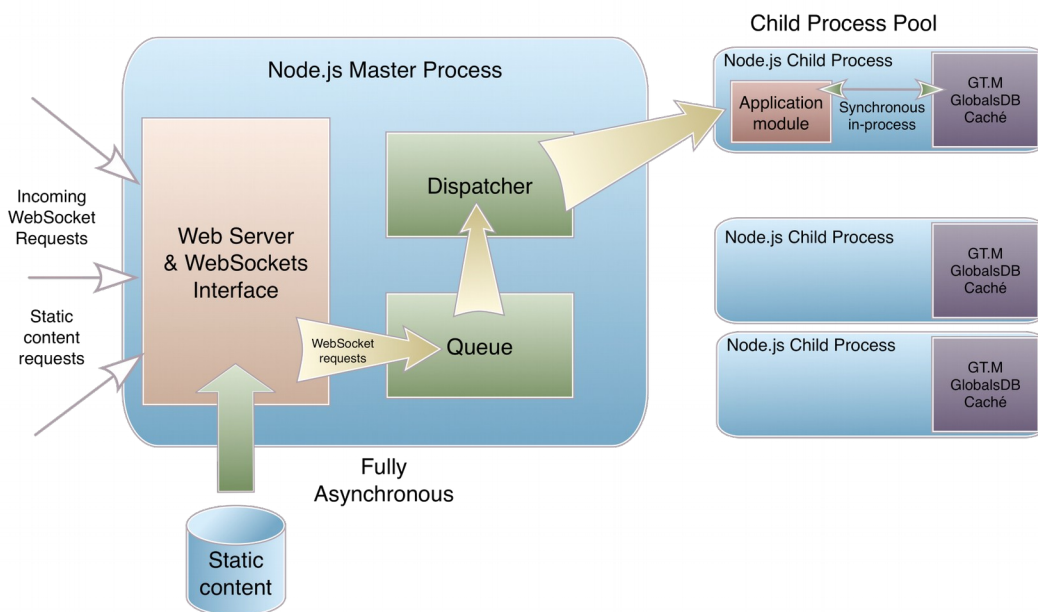 Child Process Pool
Node.js Master Process
Node.js Child Process
Application
module
Synchronous
in-process
GT.M
GlobalsDB
Caché
Incoming
WebSocket
Requests
Static
content
requests
Web Server
& WebSockets
Interface
Dispatcher
WebSocket
requests
Queue
Node.js Child Process
GT.M
GlobalsDB
Caché
Node.js Child Process
GT.M
GlobalsDB
Caché
Fully
Asynchronous
Static
content